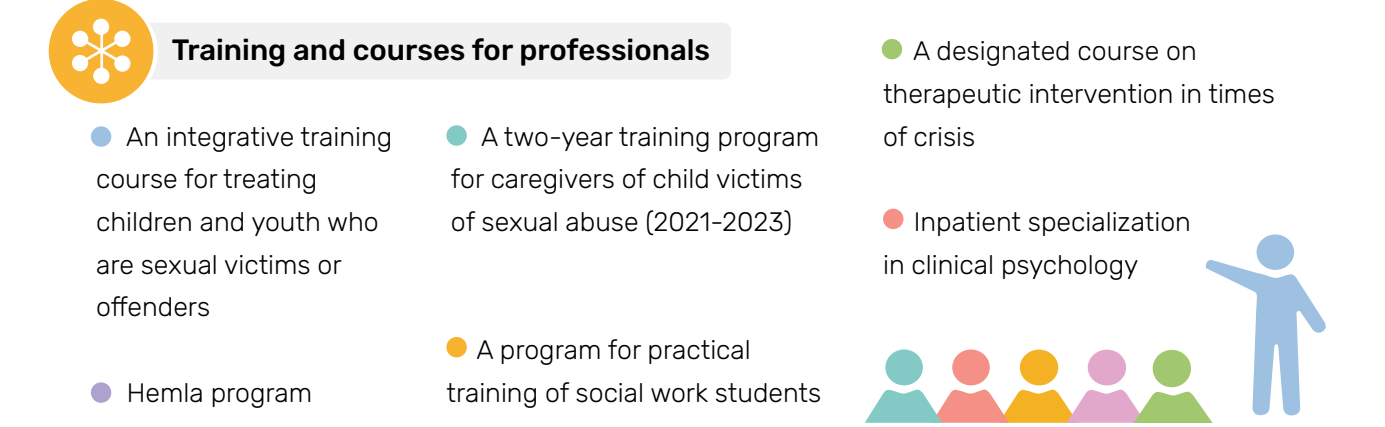 Training and courses for professionals
An integrative training
course for treating
children and youth who
are sexual victims or
offenders
Hemla program
A two-year training program
for caregivers of child victims
of sexual abuse (2021-2023)
A program for practical
training of social work students
A designated course on
therapeutic intervention in times
of crisis
Inpatient specialization
in clinical psychology